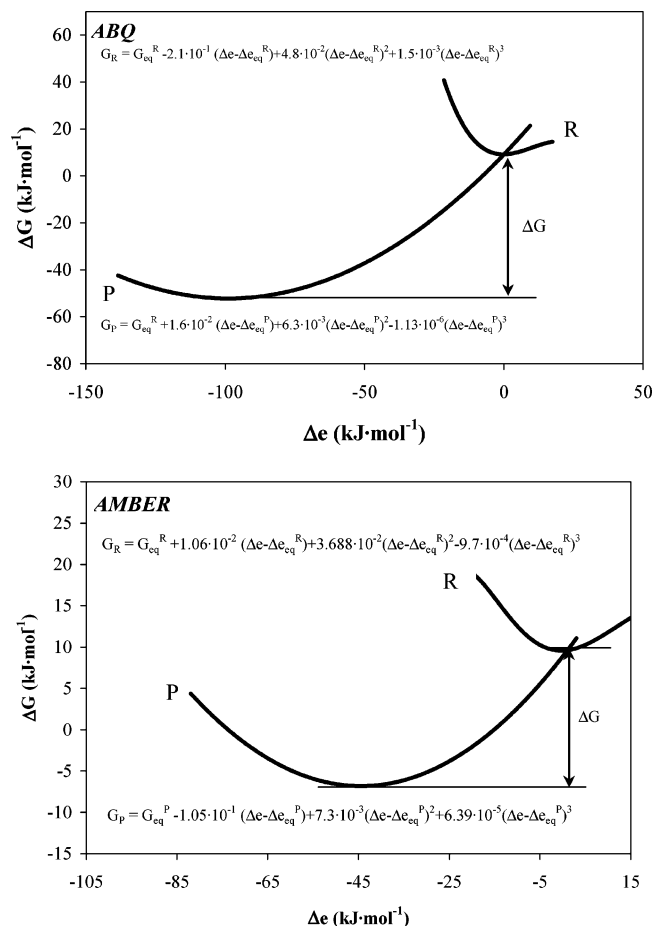 ABQ
G_R = G_eq^R -2.1·10^-1 (Δe-Δe_eq^R)+4.8·10^-2(Δe-Δe_eq^R)^2+1.5·10^-3(Δe-Δe_eq^R)^3
60
40
20
0
-20
-40
-60
-80
ΔG (kJ·mol^-1)
R
ΔG
P
G_P = G_eq^R +1.6·10^-2 (Δe-Δe_eq^P)+6.3·10^-3(Δe-Δe_eq^P)^2-1.13·10^-6(Δe-Δe_eq^P)^3
-150 -100 -50 0 50
Δe (kJ·mol^-1)
AMBER
G_R = G_eq^R +1.06·10^-2 (Δe-Δe_eq^R)+3.688·10^-2(Δe-Δe_eq^R)^2-9.7·10^-4(Δe-Δe_eq^R)^3
30
25
20
15
10
5
0
-5
-10
-15
ΔG (kJ·mol^-1)
R
P
ΔG
G_P = G_eq^P -1.05·10^-1 (Δe-Δe_eq^P)+7.3·10^-3(Δe-Δe_eq^P)^2+6.39·10^-5(Δe-Δe_eq^P)^3
-105 -85 -65 -45 -25 -5 15
Δe (kJ·mol^-1)